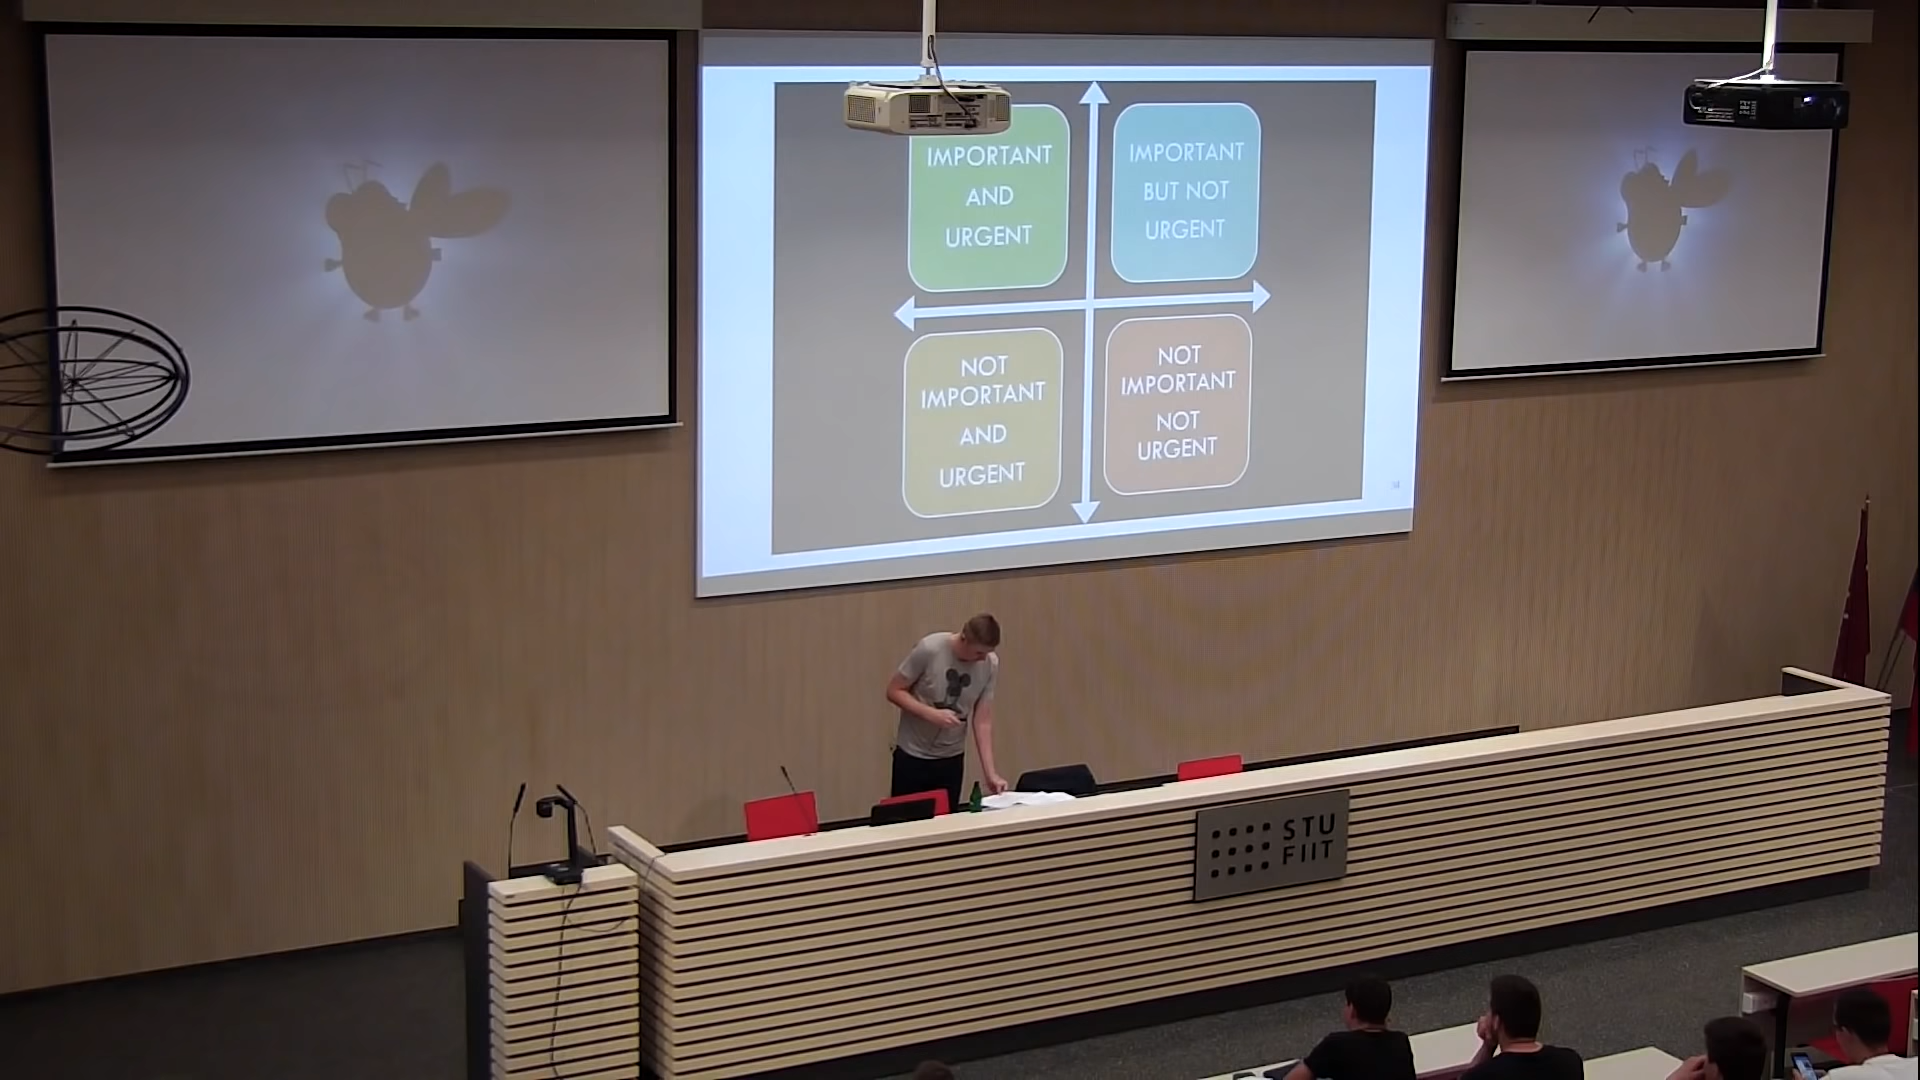 IMPORTANT
AND
URGENT
IMPORTANT
BUT NOT
URGENT
NOT
IMPORTANT
AND
URGENT
NOT
IMPORTANT
NOT
URGENT
STU
FIIT